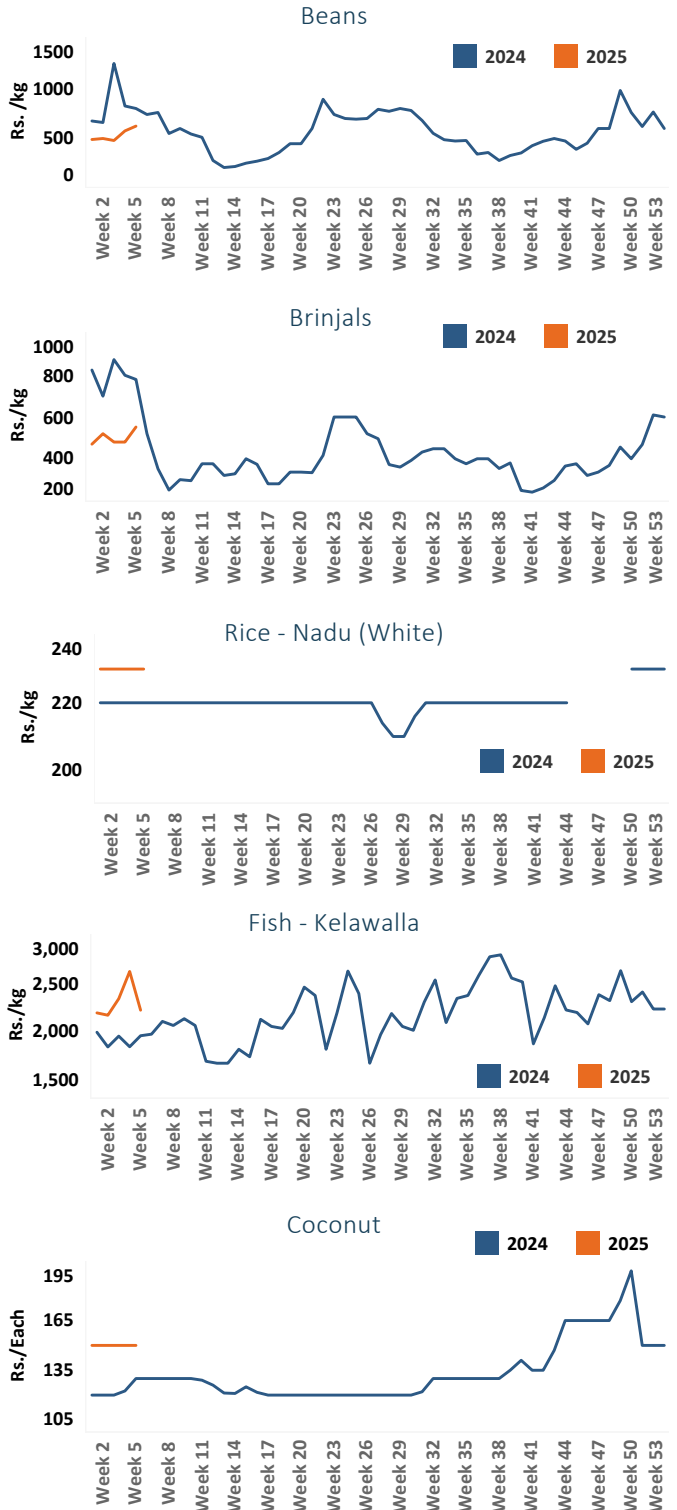 Beans
2024 2025
Rs. /kg
1500
1000
500
0
Week 2 Week 5 Week 8 Week 11 Week 14 Week 17 Week 20 Week 23 Week 26 Week 29 Week 32 Week 35 Week 38 Week 41 Week 44 Week 47 Week 50 Week 53
Brinjals
2024 2025
Rs./kg
1000
800
600
400
200
Week 2 Week 5 Week 8 Week 11 Week 14 Week 17 Week 20 Week 23 Week 26 Week 29 Week 32 Week 35 Week 38 Week 41 Week 44 Week 47 Week 50 Week 53
Rice - Nadu (White)
Rs./kg
240
220
200
2024 2025
Week 2 Week 5 Week 8 Week 11 Week 14 Week 17 Week 20 Week 23 Week 26 Week 29 Week 32 Week 35 Week 38 Week 41 Week 44 Week 47 Week 50 Week 53
Fish - Kelawalla
Rs./kg
3,000
2,500
2,000
1,500
2024 2025
Week 2 Week 5 Week 8 Week 11 Week 14 Week 17 Week 20 Week 23 Week 26 Week 29 Week 32 Week 35 Week 38 Week 41 Week 44 Week 47 Week 50 Week 53
Coconut
2024 2025
Rs./Each
195
165
135
105
Week 2 Week 5 Week 8 Week 11 Week 14 Week 17 Week 20 Week 23 Week 26 Week 29 Week 32 Week 35 Week 38 Week 41 Week 44 Week 47 Week 50 Week 53